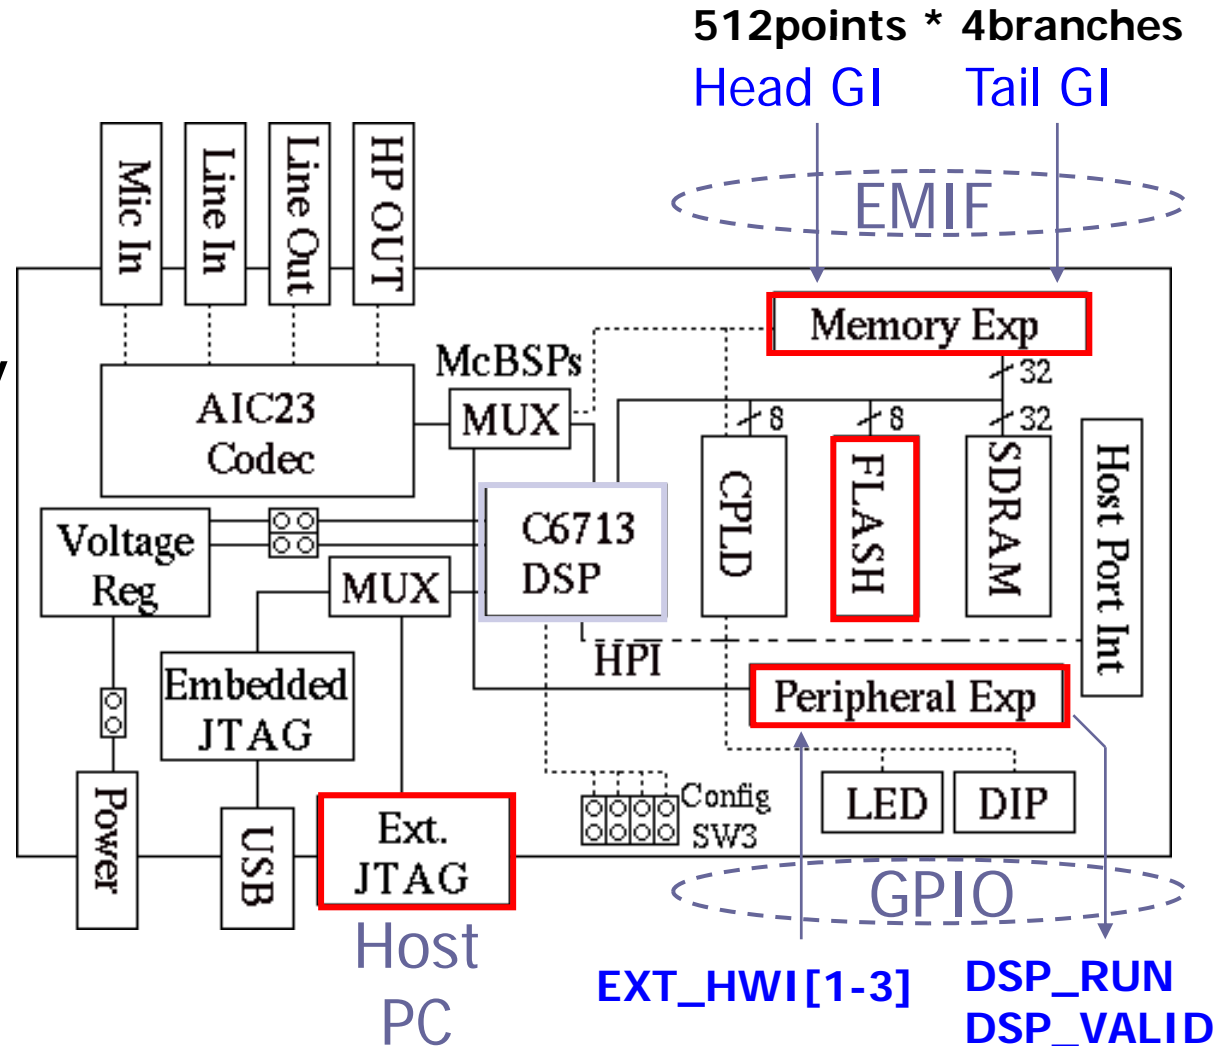 512points * 4branches
Head GI
Tail GI
EMIF
Mic In
Line In
Line Out
HP OUT
Memory Exp
32
McBSPs
MUX
AIC23
Codec
8
8
32
CPLD
FLASH
SDRAM
Host Port Int
C6713
DSP
Voltage
Reg
MUX
HPI
Embedded
JTAG
Peripheral Exp
Power
USB
Ext.
JTAG
Config
SW3
LED
DIP
GPIO
Host
PC
EXT_HWI[1-3]
DSP_RUN
DSP_VALID